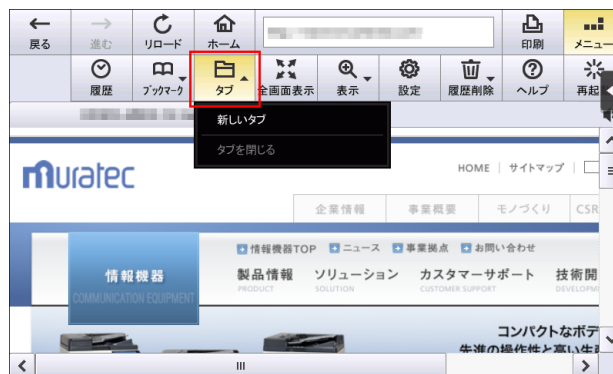 戻る 進む リロード ホーム 印刷 メニュー
履歴 ブックマーク タブ 全画面表示 表示 設定 履歴削除 ヘルプ 再起
新しいタブ
タブを閉じる
muratec
HOME サイトマップ
企業情報 事業概要 モノづくり CSR
情報機器TOP ニュース 事業拠点 お問い合わせ
情報機器
COMMUNICATION EQUIPMENT
製品情報 ソリューション カスタマーサポート 技術開
PRODUCT SOLUTION CUSTOMER SUPPORT DEVELOPM
コンパクトなボデ
先進の操作性と高い生産